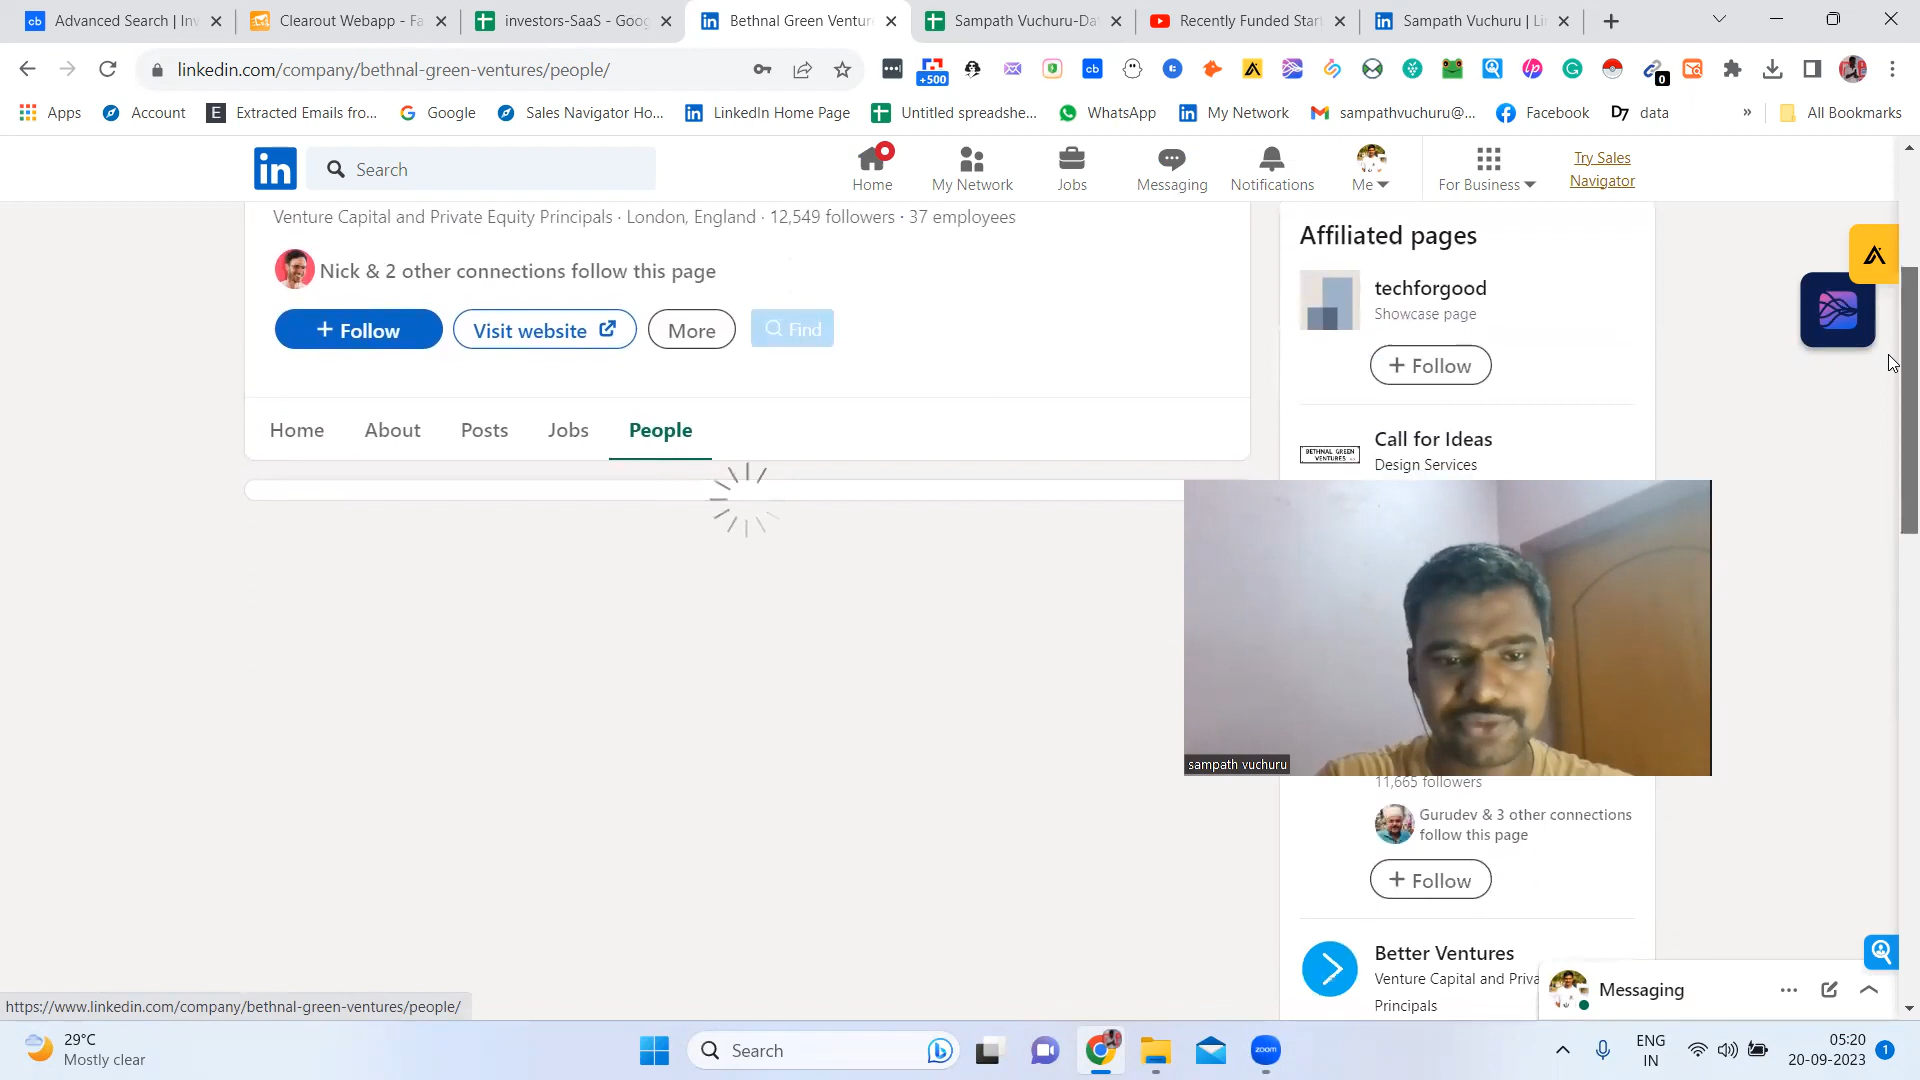 Advanced Search | Inv
Clearout Webapp - Fa
investors-SaaS - Goog
Bethnal Green Ventur
Sampath Vuchuru-Da
Recently Funded Star
Sampath Vuchuru | Li
linkedin.com/company/bethnal-green-ventures/people/
+500
0
Apps
Account
Extracted Emails fro...
Google
Sales Navigator Ho...
LinkedIn Home Page
Untitled spreadshe...
WhatsApp
My Network
sampathvuchuru@...
Facebook
data
»
All Bookmarks
Search
Home
My Network
Jobs
Messaging
Notifications
Me
For Business
Try Sales
Navigator
Venture Capital and Private Equity Principals · London, England · 12,549 followers · 37 employees
Nick & 2 other connections follow this page
+ Follow
Visit website
More
Find
Home
About
Posts
Jobs
People
Affiliated pages
techforgood
Showcase page
+ Follow
Call for Ideas
Design Services
BETHNAL GREEN
VENTURES
sampath vuchuru
11,665 followers
Gurudev & 3 other connections
follow this page
+ Follow
Better Ventures
Venture Capital and Priva
Principals
Messaging
https://www.linkedin.com/company/bethnal-green-ventures/people/
29°C
Mostly clear
Search
zoom
ENG
IN
05:20
20-09-2023
1